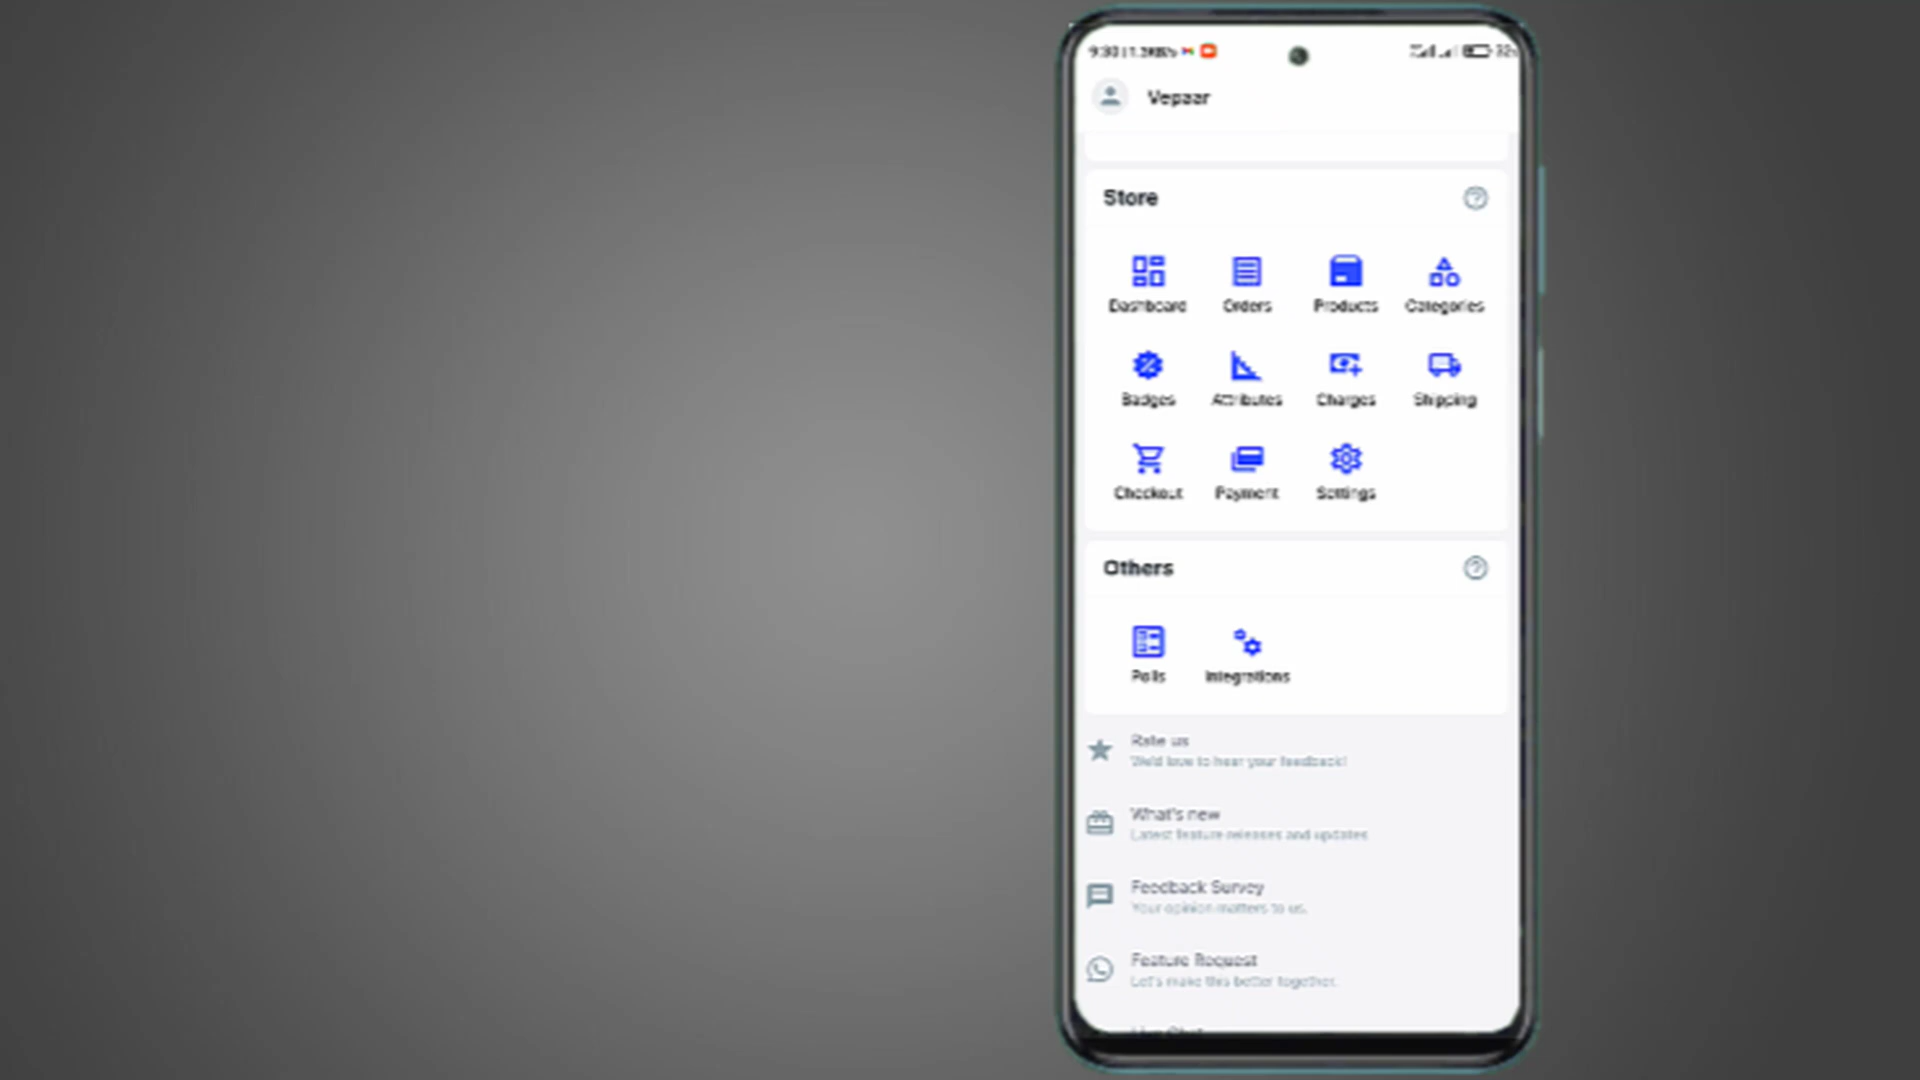 Vepaar
Store
Dashboard Orders Products Categories
Badges Attributes Charges Shipping
Checkout Payment Settings
Others
Polls Integrations
Rate us
We'd love to hear your feedback!
What's new
Latest feature releases and updates
Feedback Survey
Your opinion matters to us.
Feature Request
Let's make this better together.
Live Chat